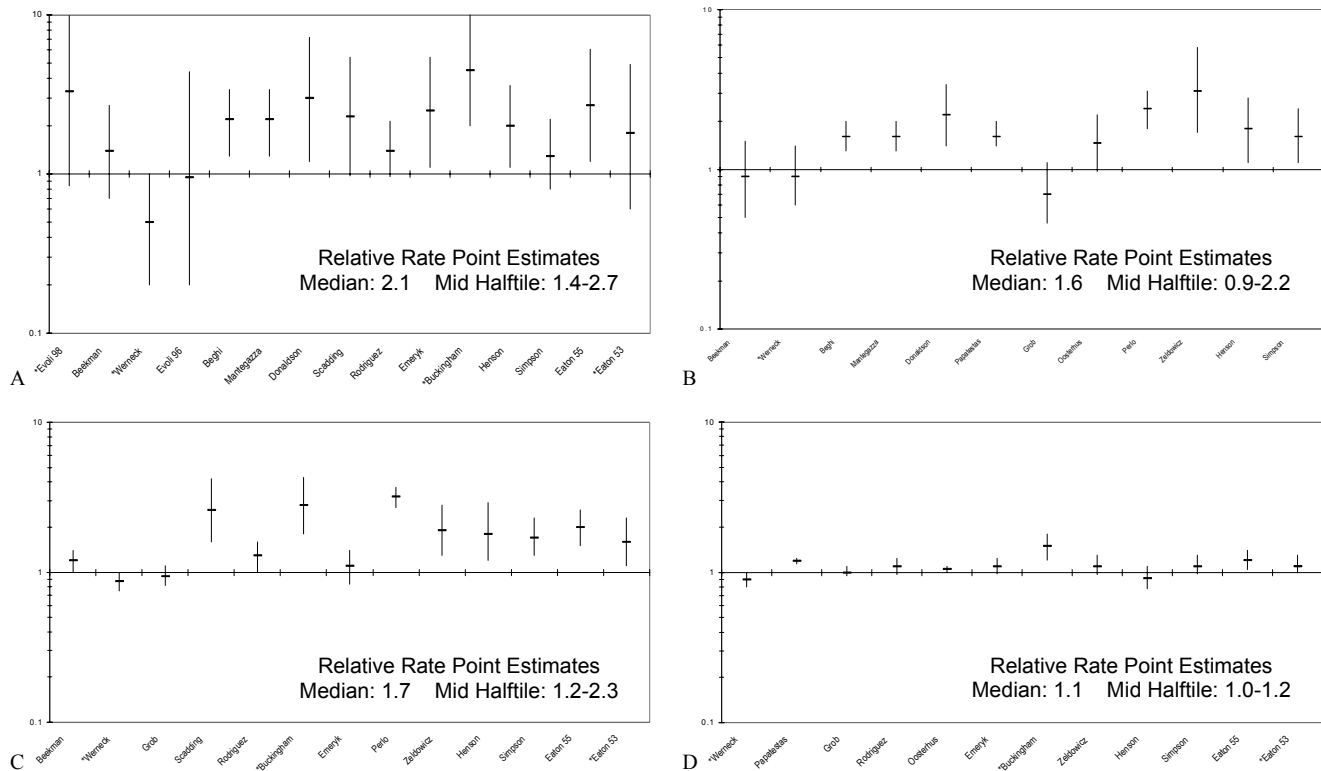 10
1
0.1
Relative Rate Point Estimates
Median: 2.1 Mid Halftile: 1.4-2.7
*Evoli 98
Beekman
*Werneck
Evoli 96
Beghi
Mantegazza
Donaldson
Scadding
Rodriguez
Emeryk
*Buckingham
Henson
Simpson
Eaton 55
*Eaton 53
A
10
1
0.1
Relative Rate Point Estimates
Median: 1.6 Mid Halftile: 0.9-2.2
Beekman
*Werneck
Beghi
Mantegazza
Donaldson
Papatestas
Grob
Oosterhus
Perlo
Zeldowicz
Henson
Simpson
B
10
1
0.1
Relative Rate Point Estimates
Median: 1.7 Mid Halftile: 1.2-2.3
Beekman
*Werneck
Grob
Scadding
Rodriguez
*Buckingham
Emeryk
Perlo
Zeldowicz
Henson
Simpson
Eaton 55
*Eaton 53
C
10
1
0.1
Relative Rate Point Estimates
Median: 1.1 Mid Halftile: 1.0-1.2
*Werneck
Papatestas
Grob
Rodriguez
Oosterhus
Emeryk
*Buckingham
Zeldowicz
Henson
Simpson
Eaton 55
*Eaton 53
D